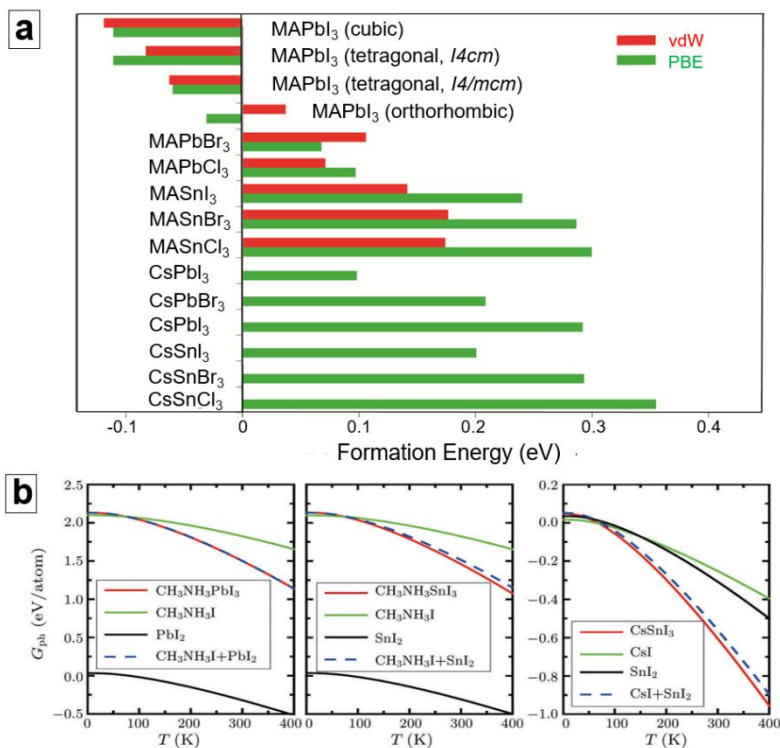 a
vdW
PBE
MAPbI3 (cubic)
MAPbI3 (tetragonal, I4cm)
MAPbI3 (tetragonal, I4/mcm)
MAPbI3 (orthorhombic)
MAPbBr3
MAPbCl3
MASnI3
MASnBr3
MASnCl3
CsPbI3
CsPbBr3
CsPbI3
CsSnI3
CsSnBr3
CsSnCl3
-0.1 0 0.1 0.2 0.3 0.4
Formation Energy (eV)
b
Gph (eV/atom)
2.5
2.0
1.5
1.0
0.5
0.0
−0.5
CH3NH3PbI3
CH3NH3I
PbI2
CH3NH3I+PbI2
0 100 200 300 400
T (K)
CH3NH3SnI3
CH3NH3I
SnI2
CH3NH3I+SnI2
0 100 200 300 400
T (K)
0.2
0.0
−0.2
−0.4
−0.6
−0.8
−1.0
CsSnI3
CsI
SnI2
CsI+SnI2
0 100 200 300 400
T (K)